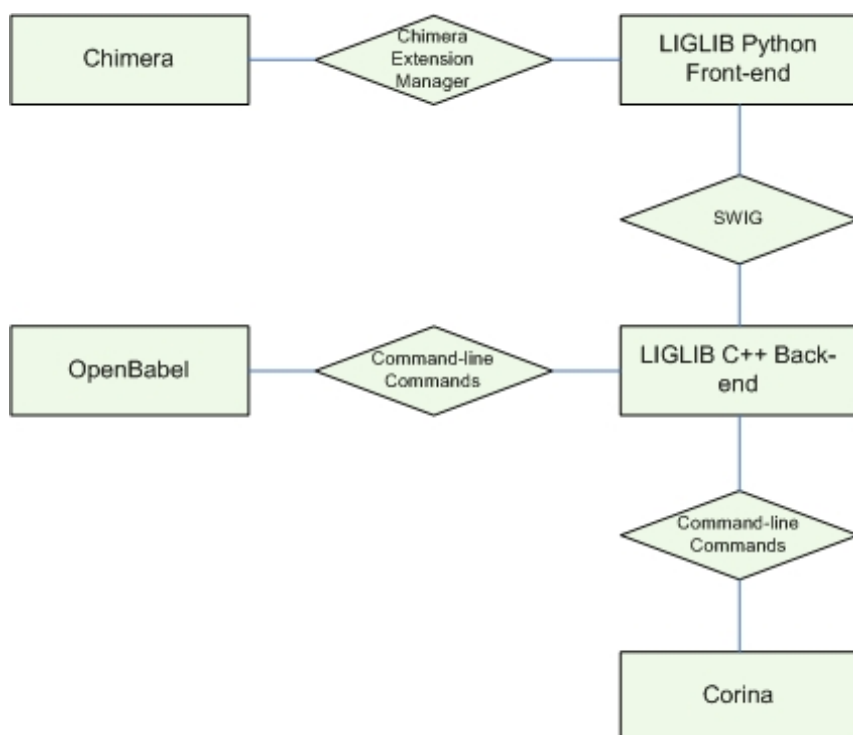 Chimera
Chimera
Extension
Manager
LIGLIB Python
Front-end
SWIG
OpenBabel
Command-line
Commands
LIGLIB C++ Back-
end
Command-line
Commands
Corina